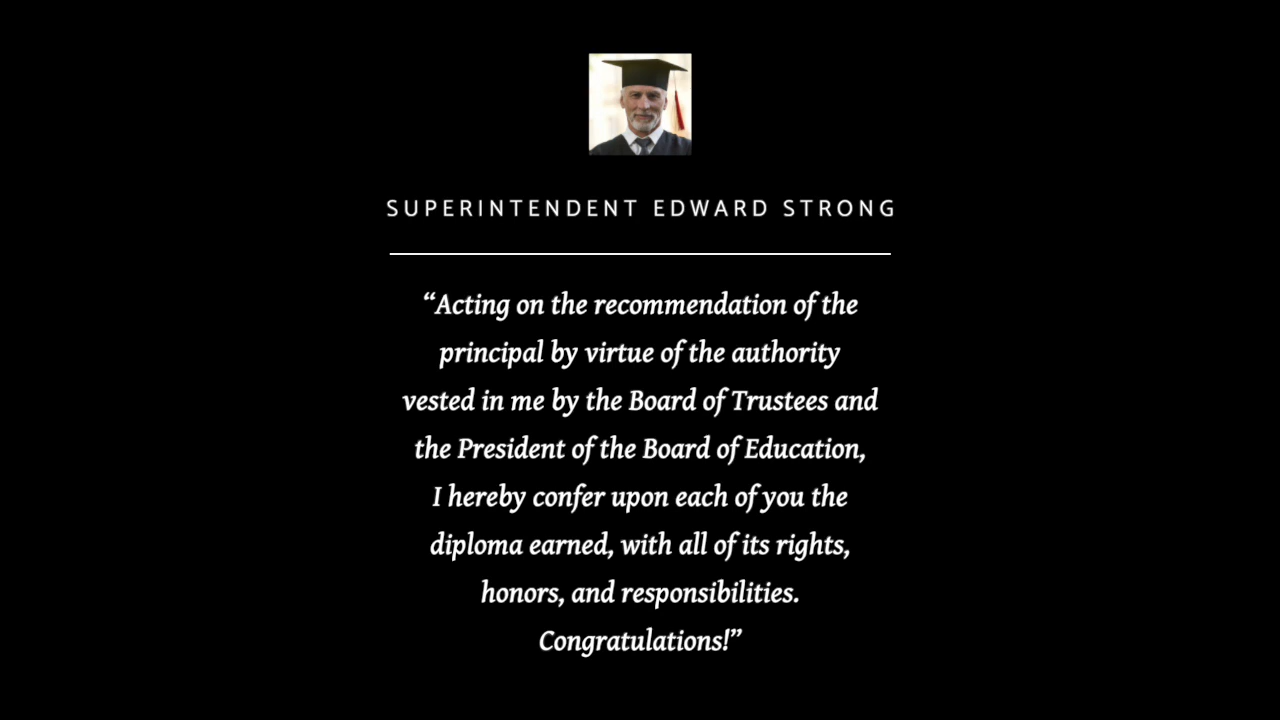 SUPERINTENDENT EDWARD STRONG
“Acting on the recommendation of the
principal by virtue of the authority
vested in me by the Board of Trustees and
the President of the Board of Education,
I hereby confer upon each of you the
diploma earned, with all of its rights,
honors, and responsibilities.
Congratulations!”